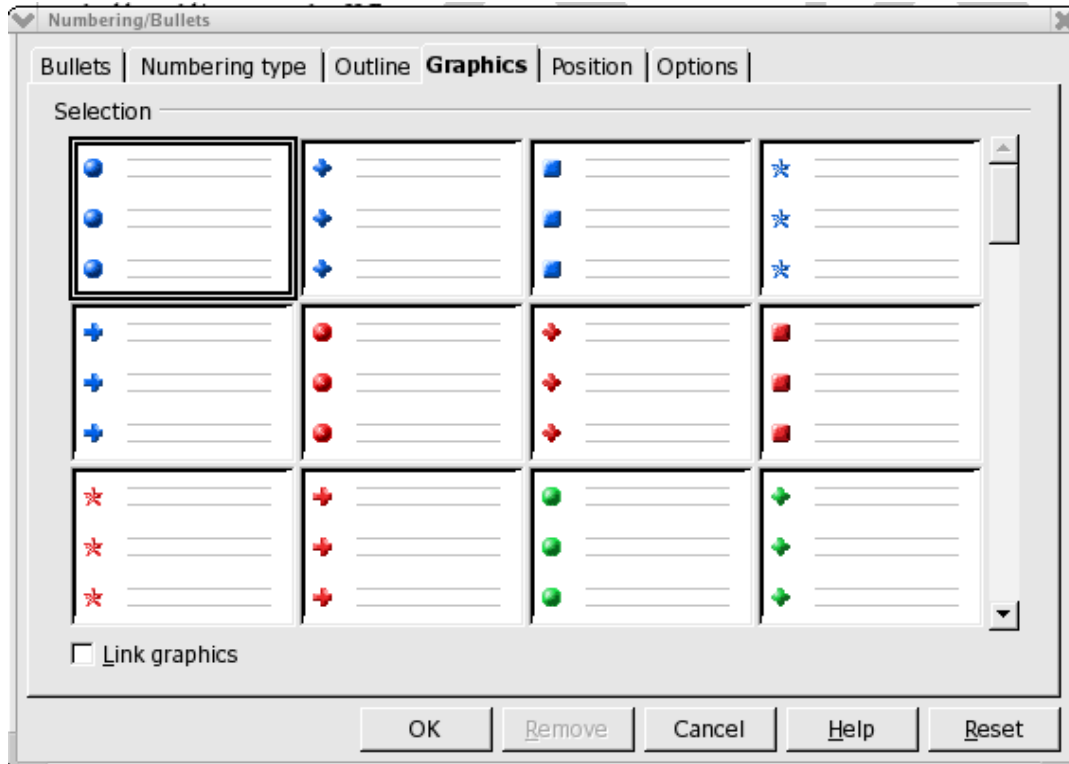 Numbering/Bullets
Bullets Numbering type Outline Graphics Position Options
Selection
Link graphics
OK Remove Cancel Help Reset